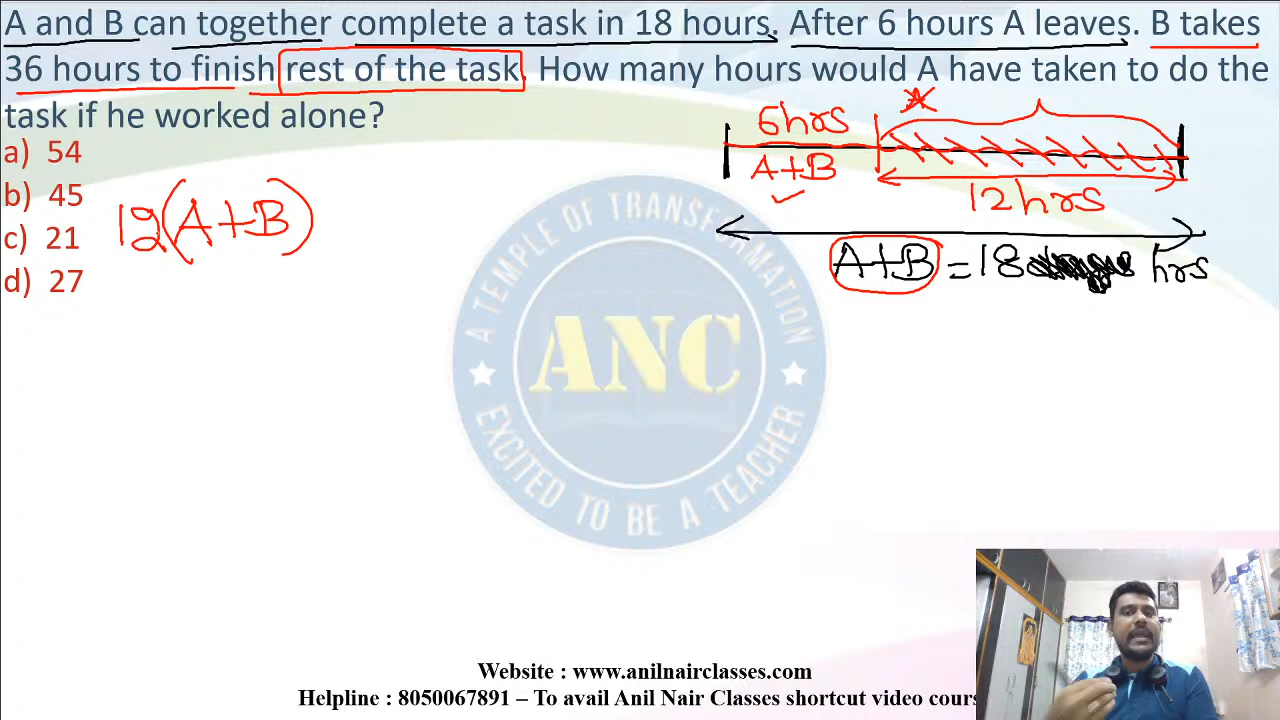 A and B can together complete a task in 18 hours. After 6 hours A leaves. B takes
36 hours to finish rest of the task. How many hours would A have taken to do the
task if he worked alone?
a) 54
b) 45
c) 21
d) 27
12(A+B)
6hrs
A+B
12 hrs
A+B = 18 hrs
A TEMPLE OF TRANSFORMATION
ANC
EXCITED TO BE A TEACHER
Website : www.anilnairclasses.com
Helpline : 8050067891 – To avail Anil Nair Classes shortcut video cours